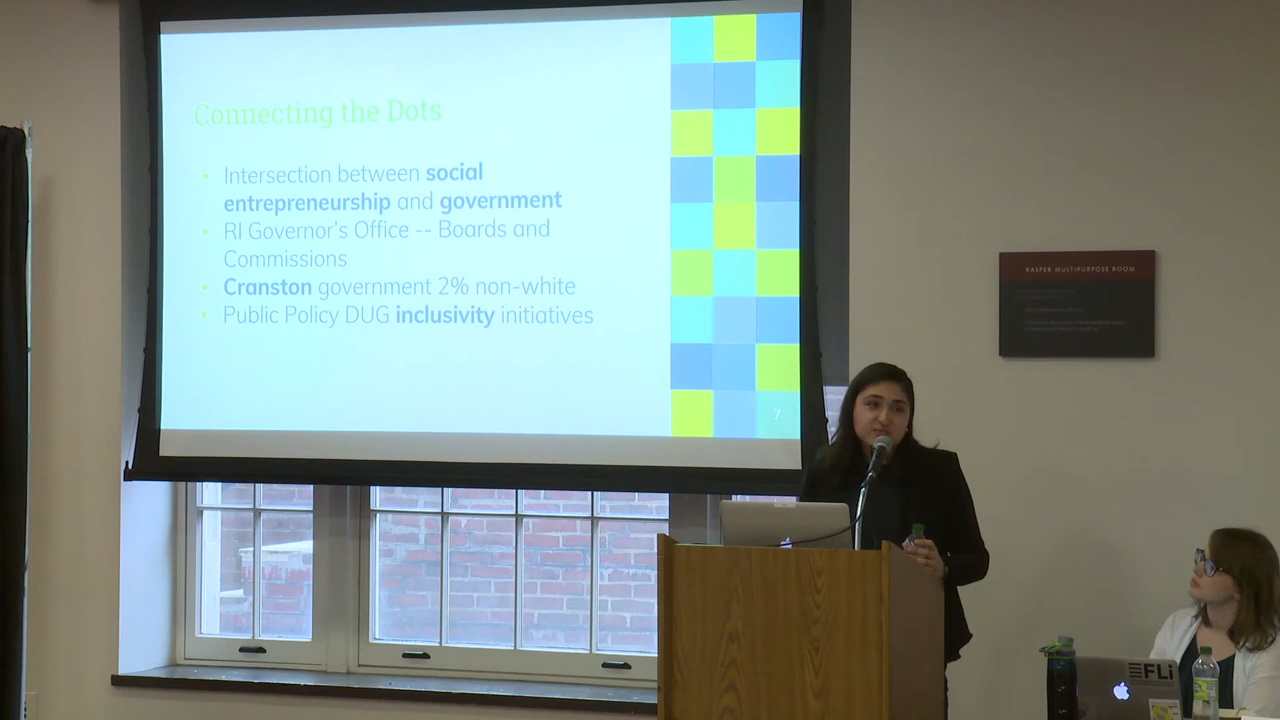 Connecting the Dots
Intersection between social
entrepreneurship and government
RI Governor's Office -- Boards and
Commissions
Cranston government 2% non-white
Public Policy DUG inclusivity initiatives
7
KASPER MULTIPURPOSE ROOM
FLi